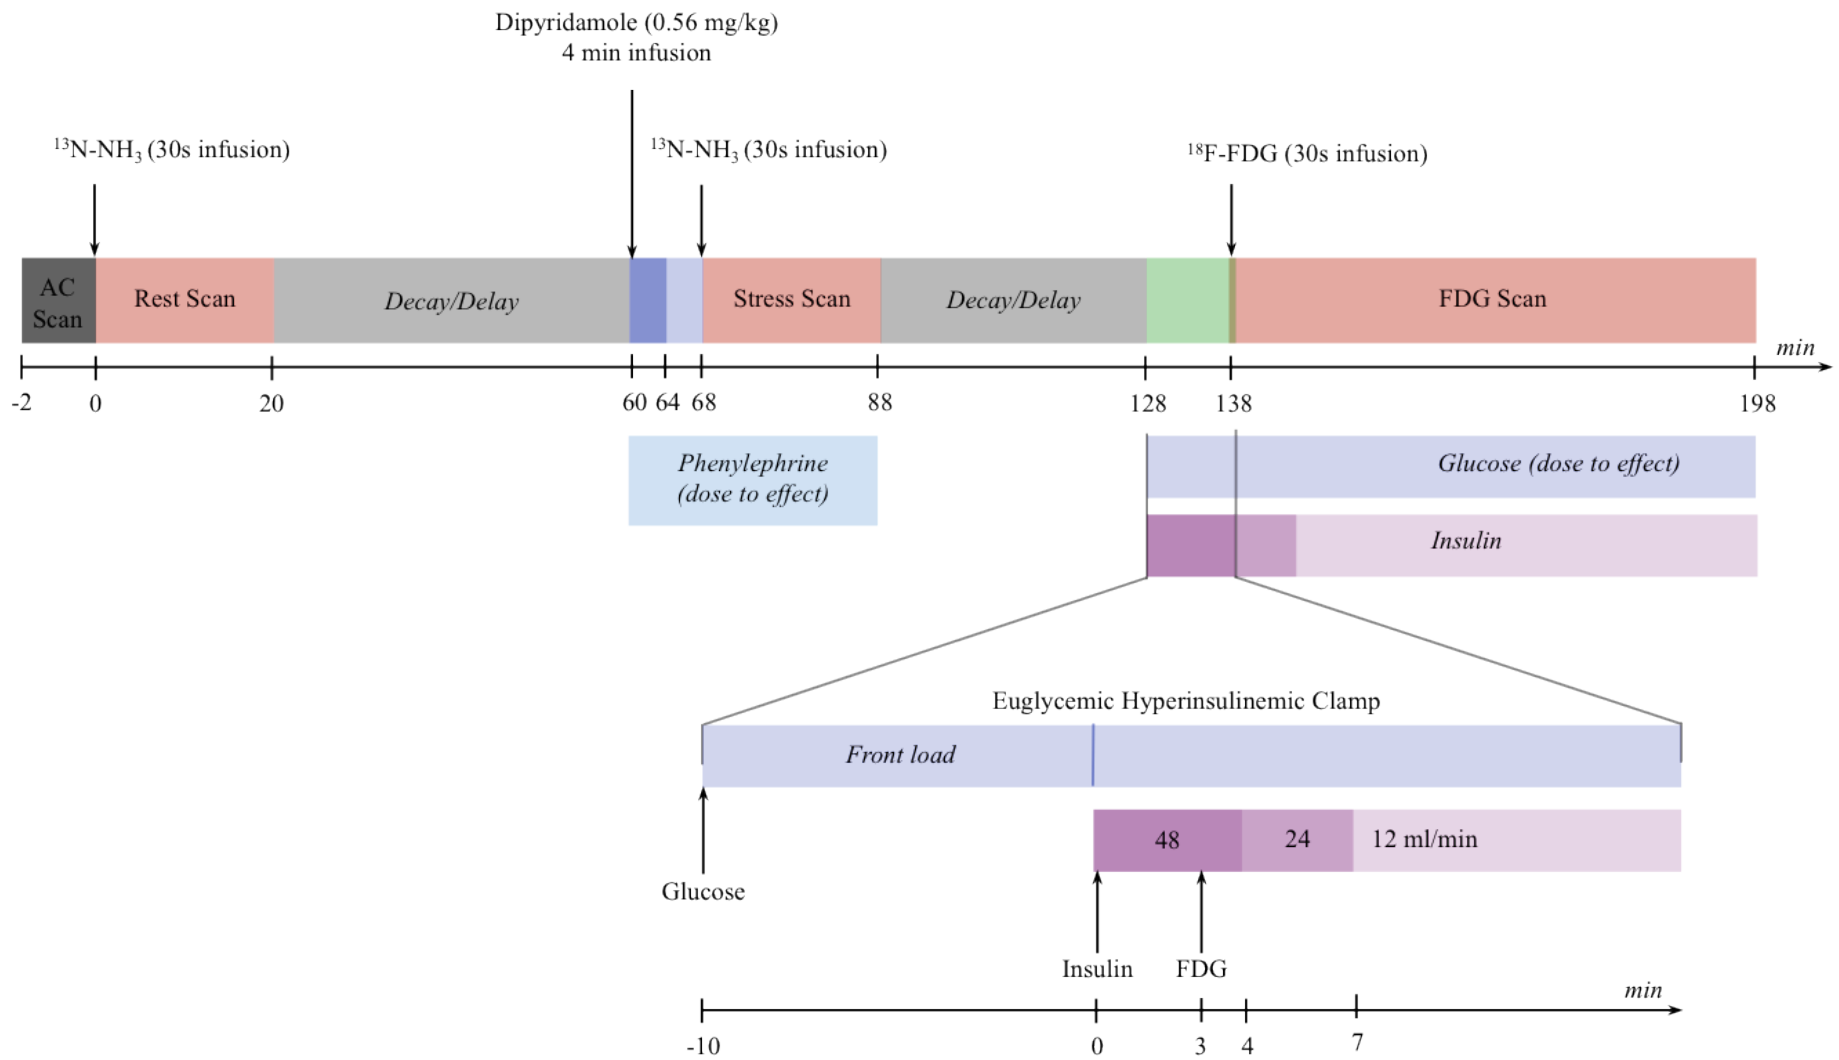 Dipyridamole (0.56 mg/kg)
4 min infusion
¹³N-NH₃ (30s infusion)
¹³N-NH₃ (30s infusion)
¹⁸F-FDG (30s infusion)
AC
Scan
Rest Scan
Decay/Delay
Stress Scan
Decay/Delay
FDG Scan
min
-2 0 20 60 64 68 88 128 138 198
Phenylephrine
(dose to effect)
Glucose (dose to effect)
Insulin
Euglycemic Hyperinsulinemic Clamp
Front load
48 24 12 ml/min
Glucose
Insulin FDG
min
-10 0 3 4 7